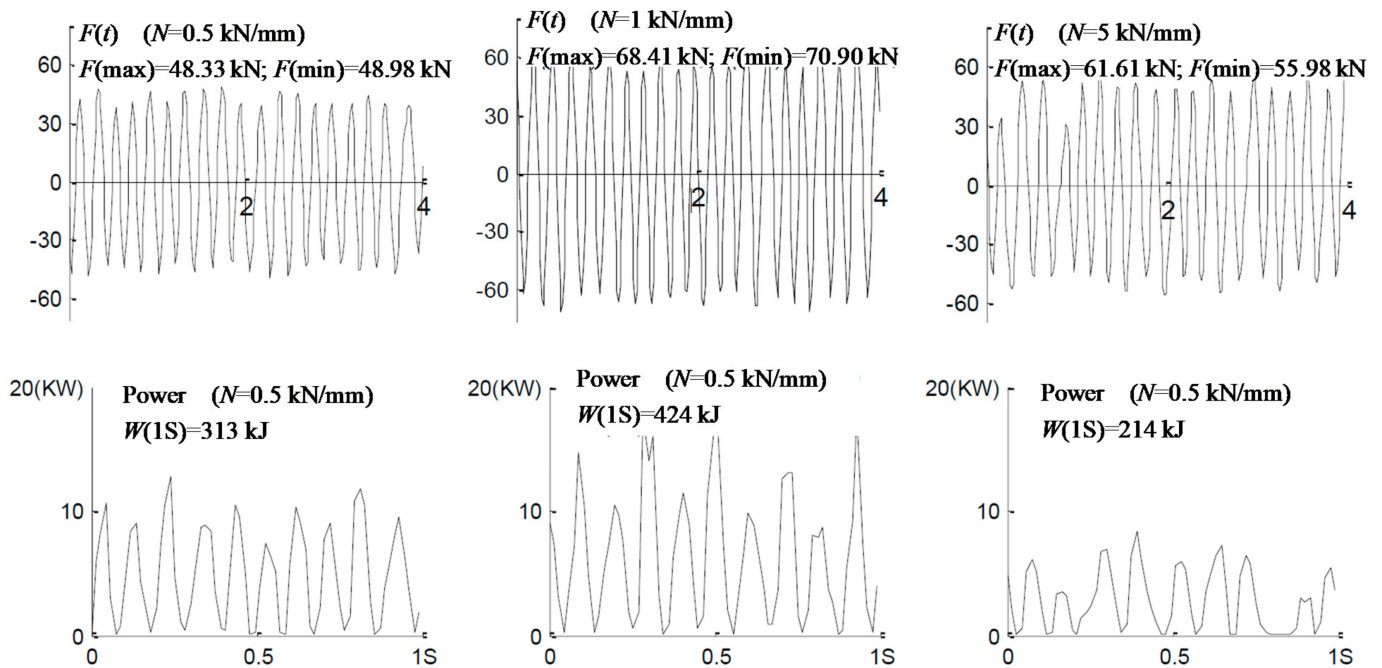 F(t) (N=0.5 kN/mm)
F(max)=48.33 kN; F(min)=48.98 kN
60
30
0
-30
-60
2
4
F(t) (N=1 kN/mm)
F(max)=68.41 kN; F(min)=70.90 kN
60
30
0
-30
-60
2
4
F(t) (N=5 kN/mm)
F(max)=61.61 kN; F(min)=55.98 kN
60
30
0
-30
-60
2
4
20(KW)
Power (N=0.5 kN/mm)
W(1S)=313 kJ
10
0
0
0.5
1S
20(KW)
Power (N=0.5 kN/mm)
W(1S)=424 kJ
10
0
0
0.5
1S
20(KW)
Power (N=0.5 kN/mm)
W(1S)=214 kJ
10
0
0
0.5
1S